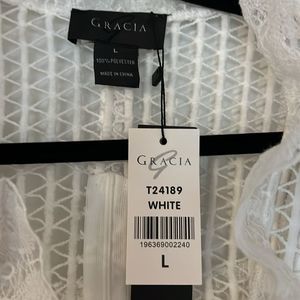 GRACIA
L
100% POLYESTER
MADE IN CHINA
GRACIA
T24189
WHITE
196369002240
L